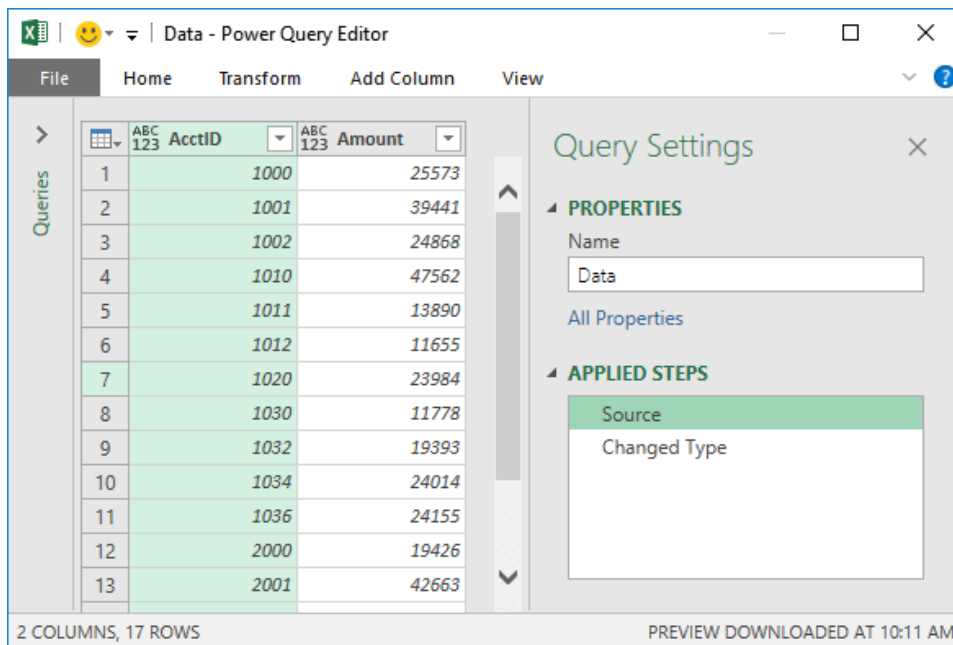 Data - Power Query Editor
File Home Transform Add Column View
Queries
ABC 123 AcctID ABC 123 Amount
1 1000 25573
2 1001 39441
3 1002 24868
4 1010 47562
5 1011 13890
6 1012 11655
7 1020 23984
8 1030 11778
9 1032 19393
10 1034 24014
11 1036 24155
12 2000 19426
13 2001 42663
Query Settings
PROPERTIES
Name
Data
All Properties
APPLIED STEPS
Source
Changed Type
2 COLUMNS, 17 ROWS PREVIEW DOWNLOADED AT 10:11 AM